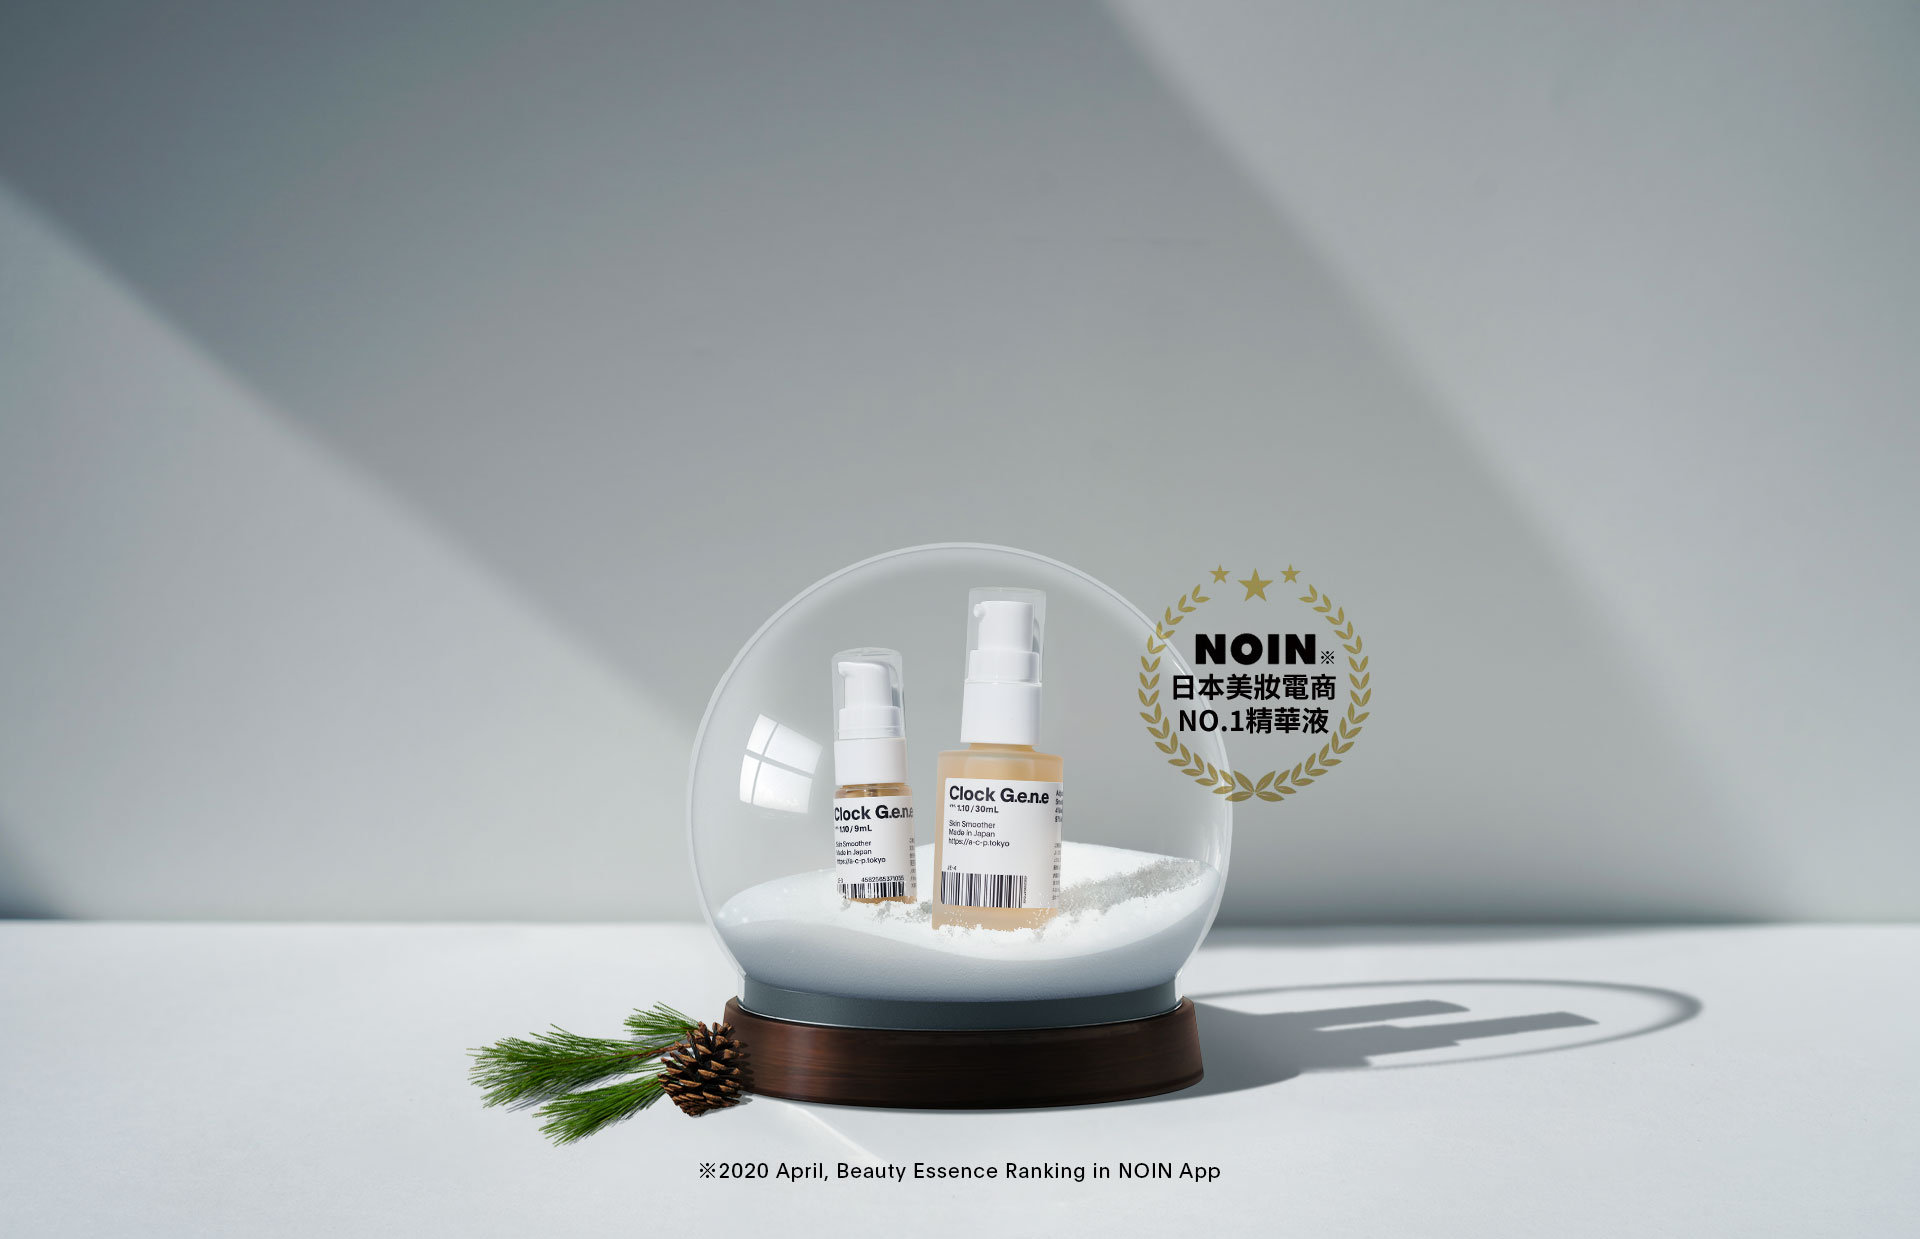 NOIN※
日本美妝電商
NO.1精華液
Clock G.e.n.e
1.10 / 9mL
Skin Smoother
Made in Japan
https://a-c-p.tokyo
Clock G.e.n.e
1.10 / 30mL
Skin Smoother
Made in Japan
https://a-c-p.tokyo
※2020 April, Beauty Essence Ranking in NOIN App